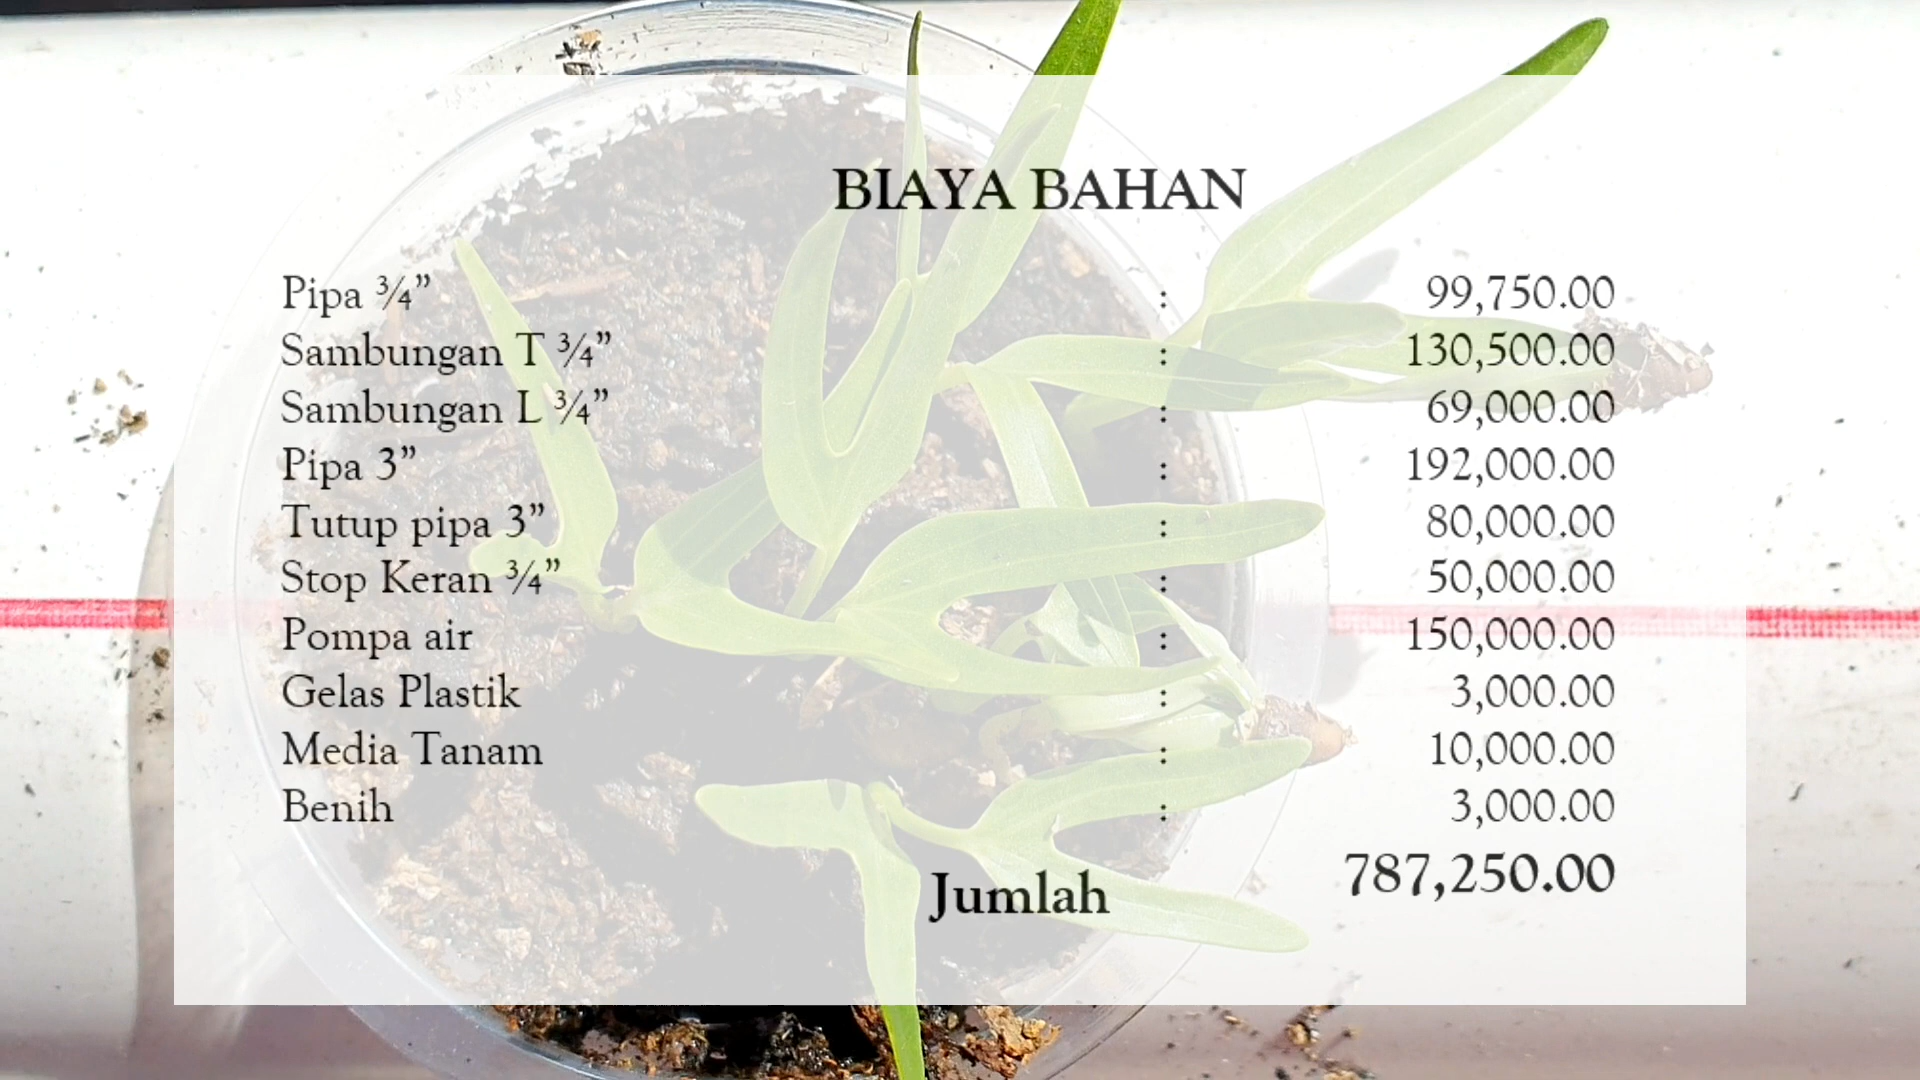 BIAYA BAHAN
Pipa ¾” : 99,750.00
Sambungan T ¾” : 130,500.00
Sambungan L ¾” : 69,000.00
Pipa 3” : 192,000.00
Tutup pipa 3” : 80,000.00
Stop Keran ¾” : 50,000.00
Pompa air : 150,000.00
Gelas Plastik : 3,000.00
Media Tanam : 10,000.00
Benih : 3,000.00
Jumlah 787,250.00